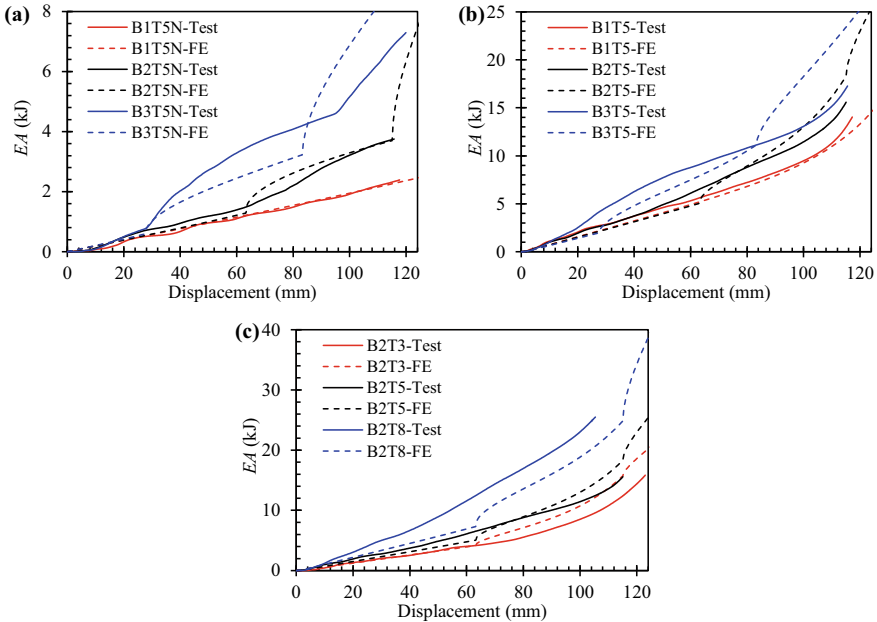 (a)
8
6
4
2
0
EA (kJ)
B1T5N-Test
B1T5N-FE
B2T5N-Test
B2T5N-FE
B3T5N-Test
B3T5N-FE
0 20 40 60 80 100 120
Displacement (mm)
(b)
25
20
15
10
5
0
EA (kJ)
B1T5-Test
B1T5-FE
B2T5-Test
B2T5-FE
B3T5-Test
B3T5-FE
0 20 40 60 80 100 120
Displacement (mm)
(c)
40
30
20
10
0
EA (kJ)
B2T3-Test
B2T3-FE
B2T5-Test
B2T5-FE
B2T8-Test
B2T8-FE
0 20 40 60 80 100 120
Displacement (mm)